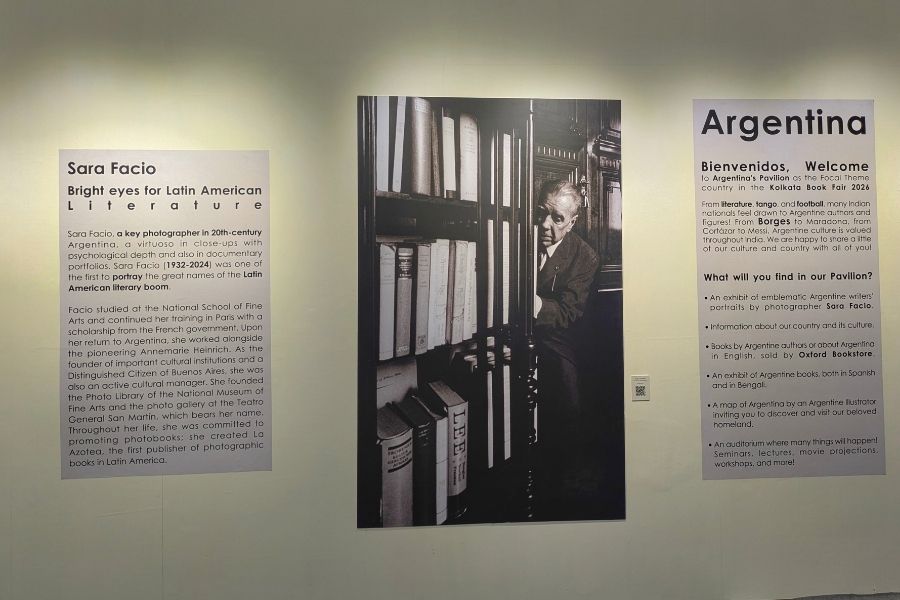 Sara Facio
Bright eyes for Latin American
Literature
Sara Facio, a key photographer in 20th-century
Argentina, a virtuoso in close-ups with
psychological depth and also in documentary
portfolios. Sara Facio (1932-2024) was one of
the first to portray the great names of the Latin
American literary boom.
Facio studied at the National School of Fine
Arts and continued her training in Paris with a
scholarship from the French government. Upon
her return to Argentina, she worked alongside
the pioneering Annemarie Heinrich. As the
founder of important cultural institutions and a
Distinguished Citizen of Buenos Aires, she was
also an active cultural manager. She founded
the Photo Library of the National Museum of
Fine Arts and the photo gallery at the Teatro
General San Martin, which bears her name.
Throughout her life, she was committed to
promoting photobooks: she created La
Azotea, the first publisher of photographic
books in Latin America.
LEE
Argentina
Bienvenidos, Welcome
to Argentina's Pavilion as the Focal Theme
country in the Kolkata Book Fair 2026
From literature, tango, and football, many Indian
nationals feel drawn to Argentine authors and
figures! From Borges to Maradona, from
Cortázar to Messi, Argentine culture is valued
throughout India. We are happy to share a little
of our culture and country with all of you!
What will you find in our Pavilion?
• An exhibit of emblematic Argentine writers'
portraits by photographer Sara Facio.
• Information about our country and its culture.
• Books by Argentine authors or about Argentina
in English, sold by Oxford Bookstore.
• An exhibit of Argentine books, both in Spanish
and in Bengali.
• A map of Argentina by an Argentine illustrator
inviting you to discover and visit our beloved
homeland.
• An auditorium where many things will happen!
Seminars, lectures, movie projections,
workshops, and more!